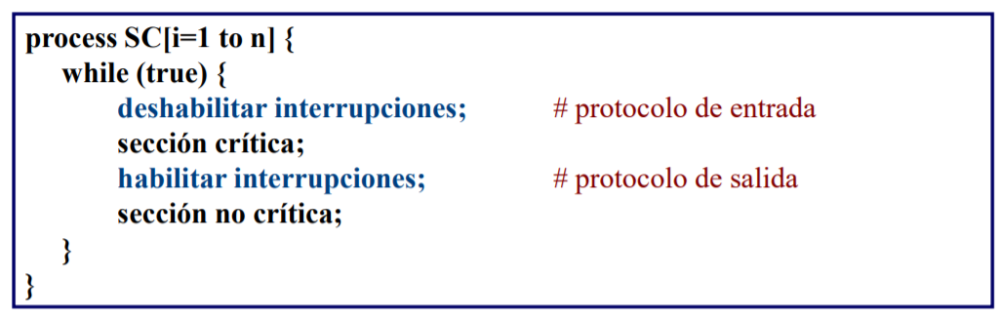 process SC[i=1 to n] {
while (true) {
deshabilitar interrupciones; # protocolo de entrada
sección crítica;
habilitar interrupciones; # protocolo de salida
sección no crítica;
}
}